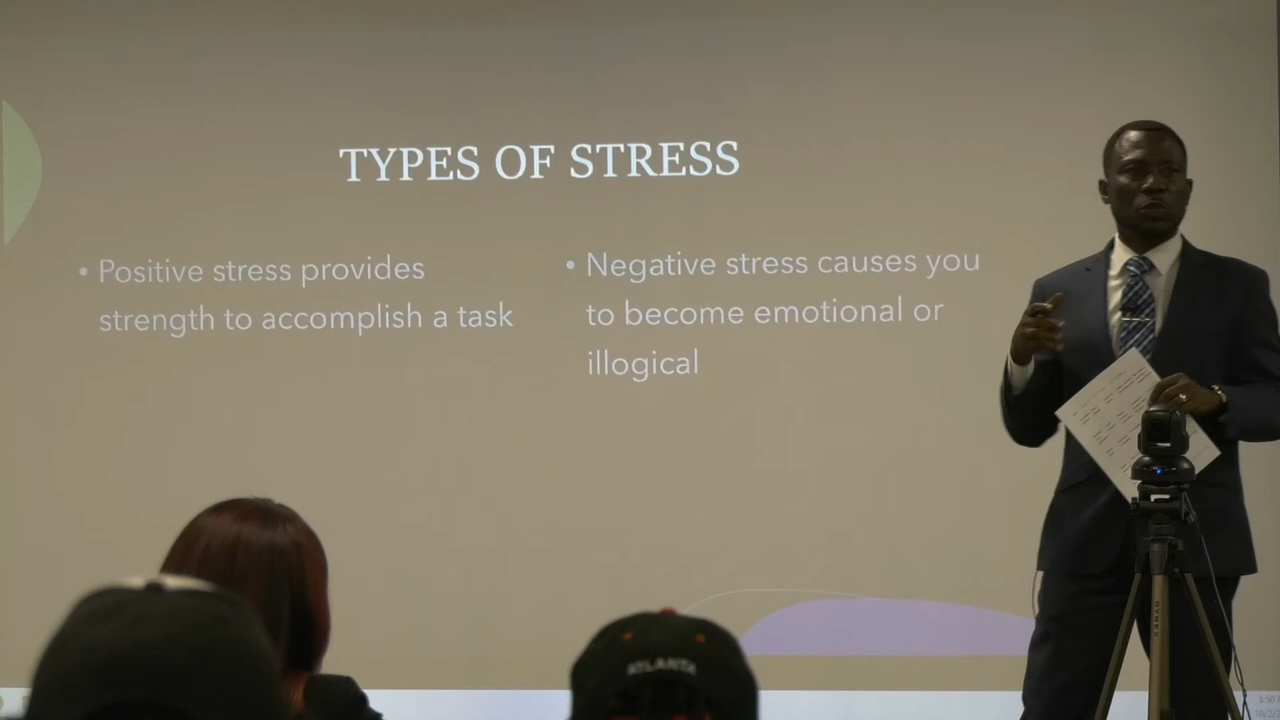 TYPES OF STRESS
• Positive stress provides
strength to accomplish a task
• Negative stress causes you
to become emotional or
illogical
ATLANTA